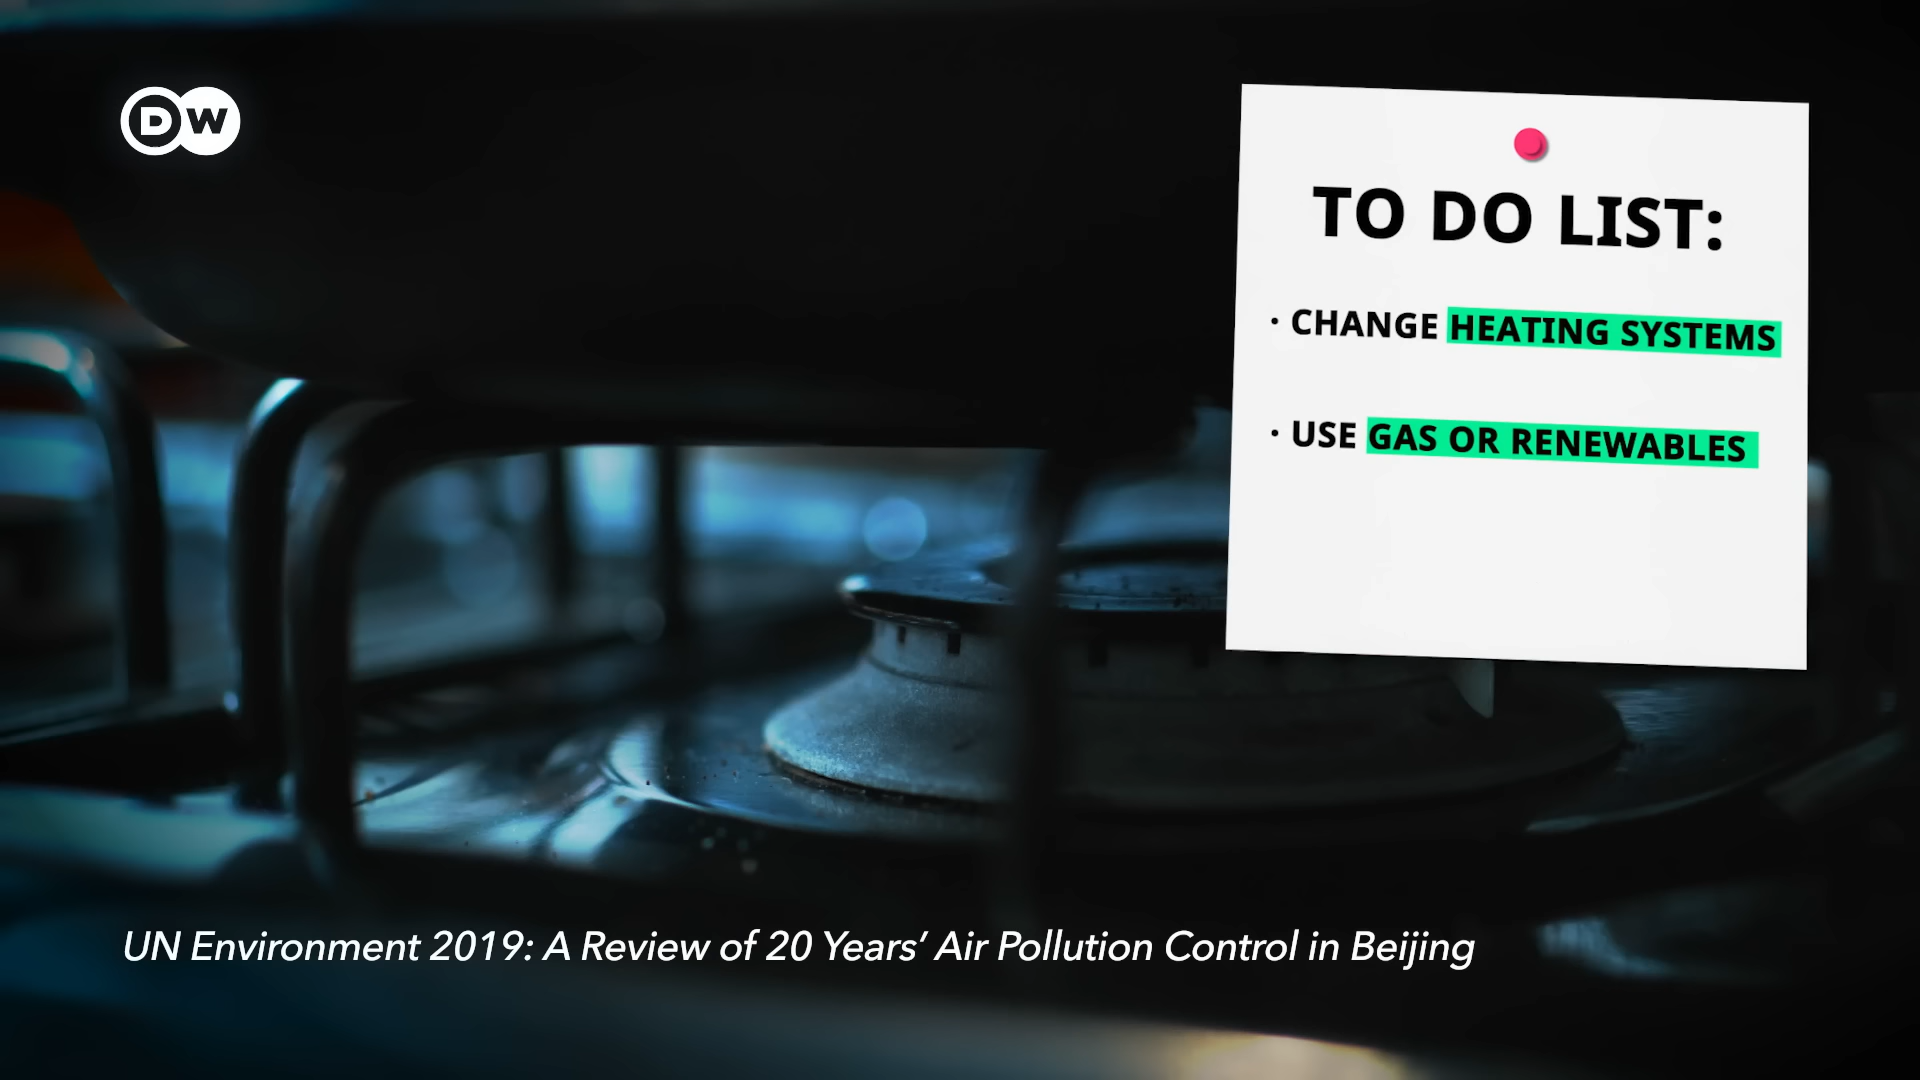 DW
TO DO LIST:
· CHANGE HEATING SYSTEMS
· USE GAS OR RENEWABLES
UN Environment 2019: A Review of 20 Years’ Air Pollution Control in Beijing